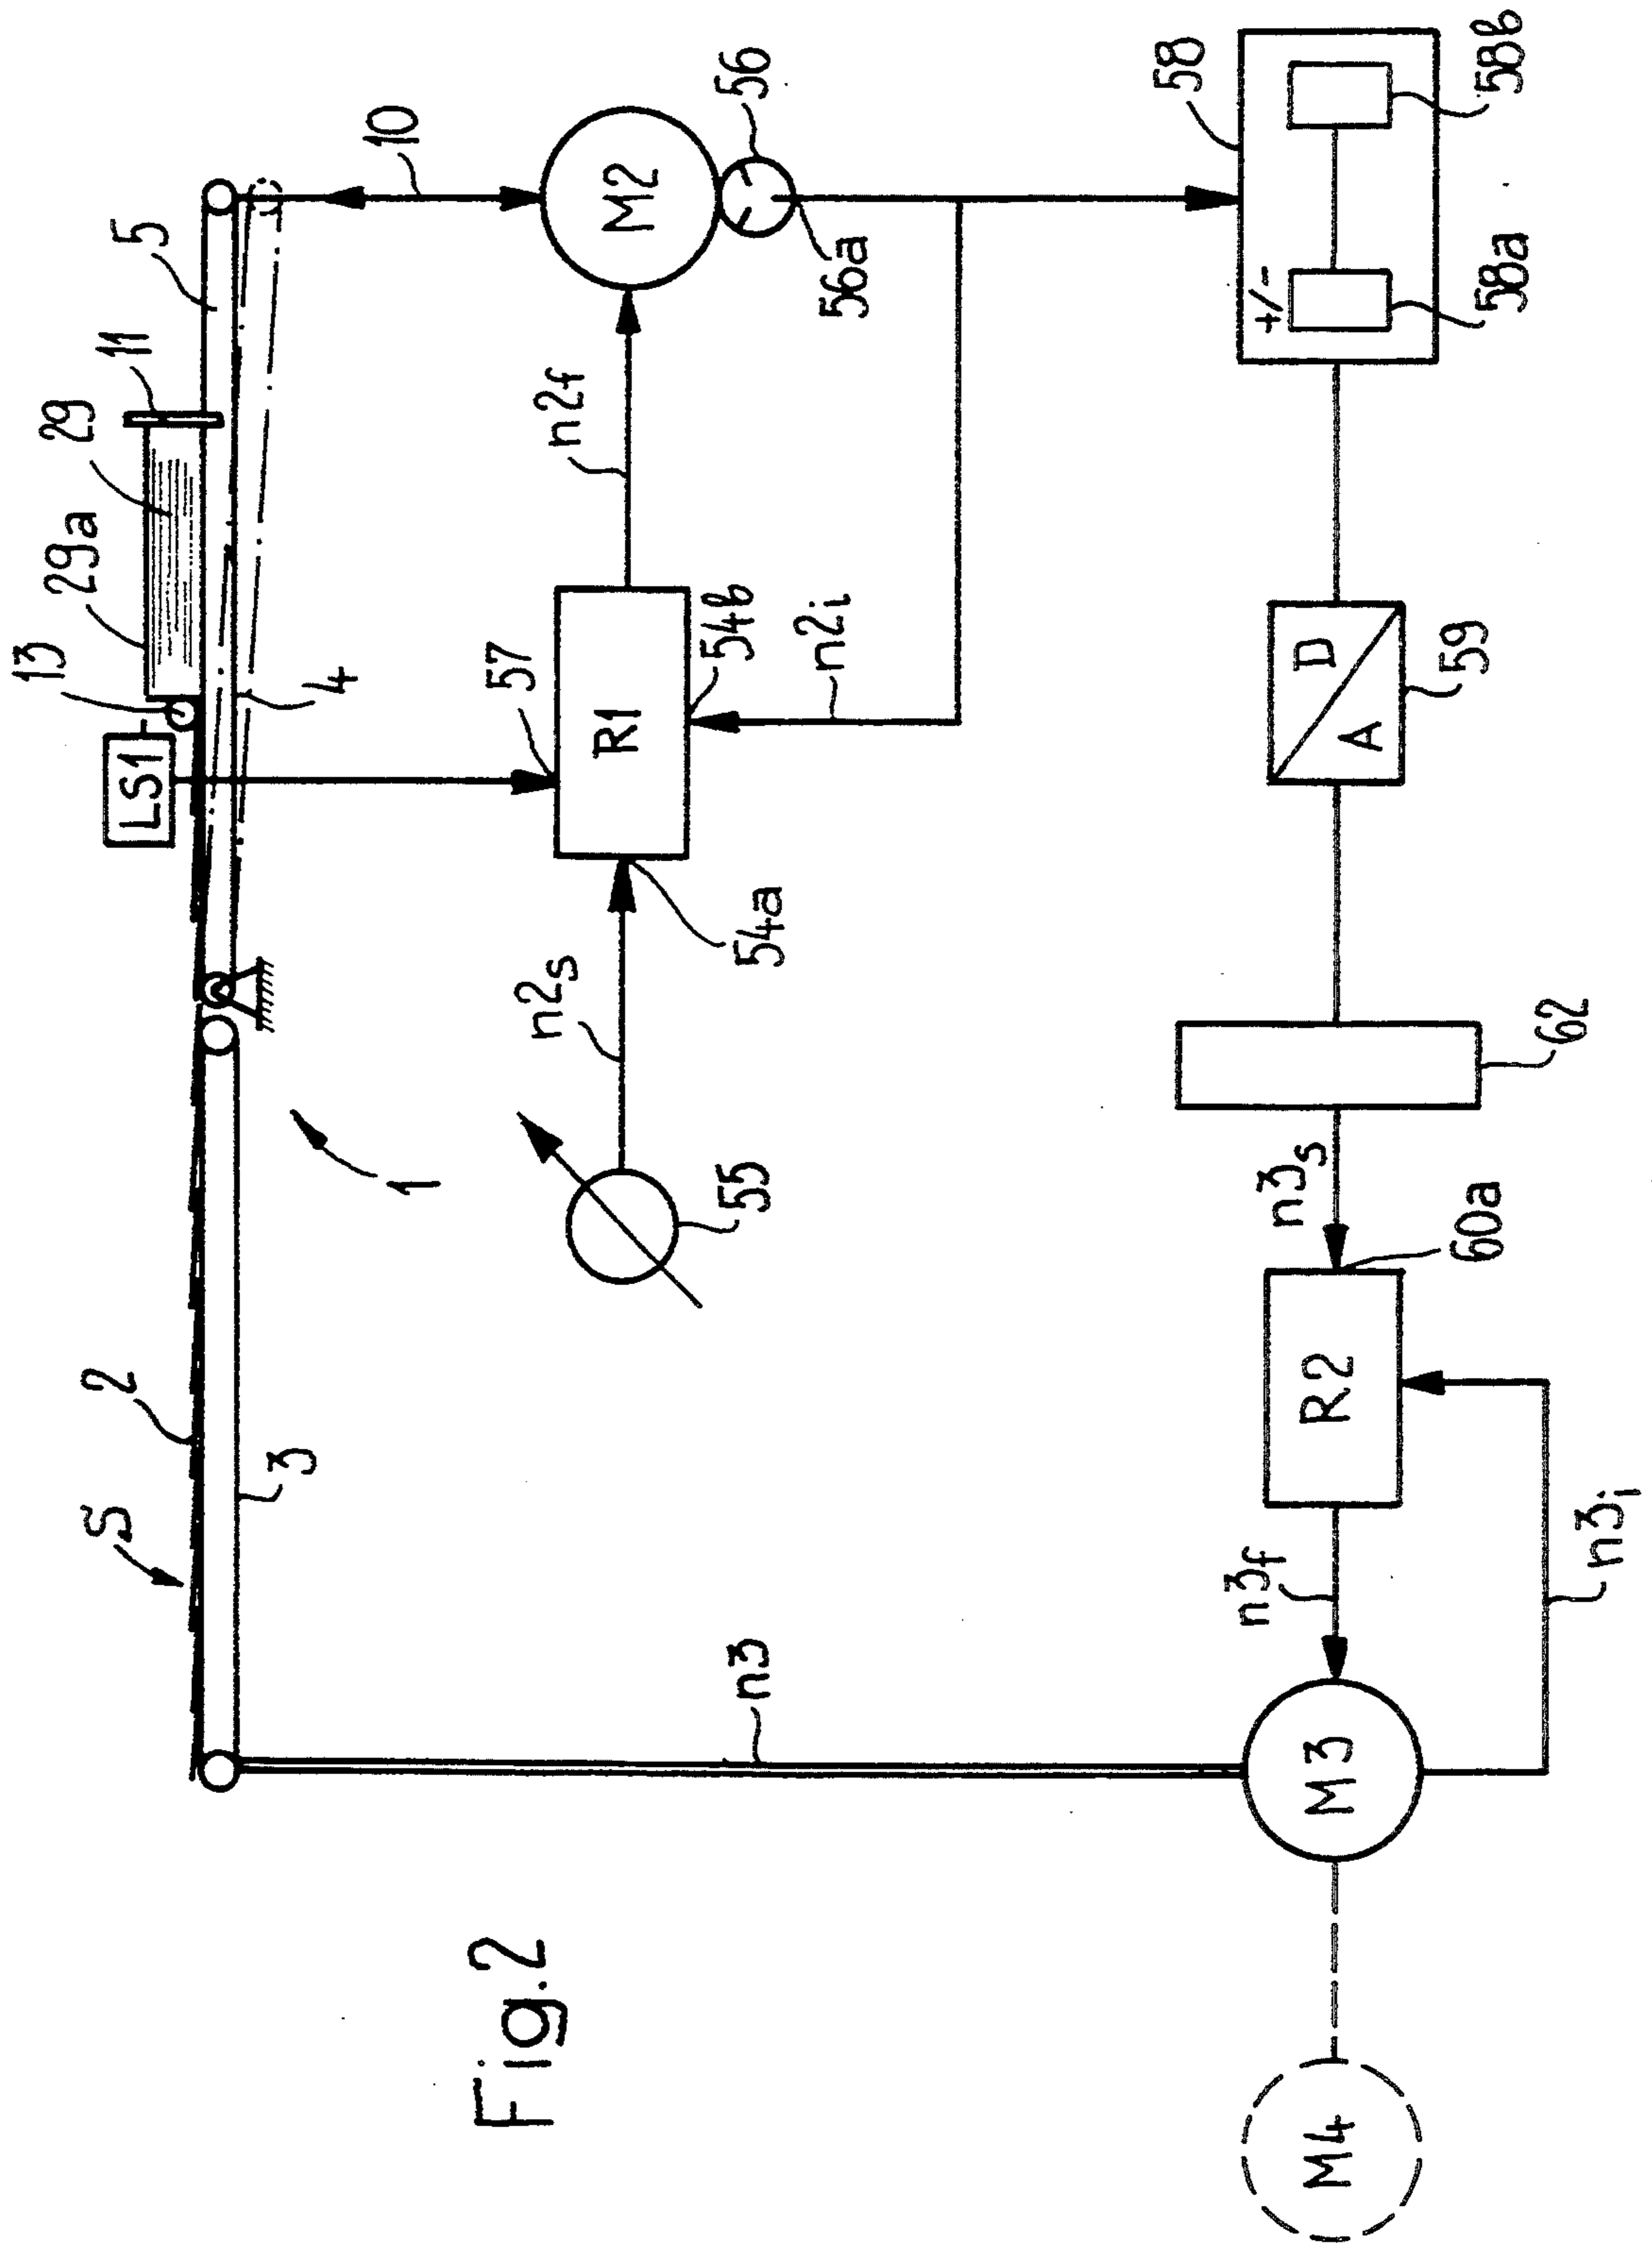 S
2
3
1
13
29a
29
11
5
10
4
LS1
57
R1
54a
54b
n2s
55
n2f
n2i
M2
56
56a
58
+/-
58a
58b
D
A
59
62
n3s
60a
R2
n3f
n3i
n3
M3
M4
Fig.2